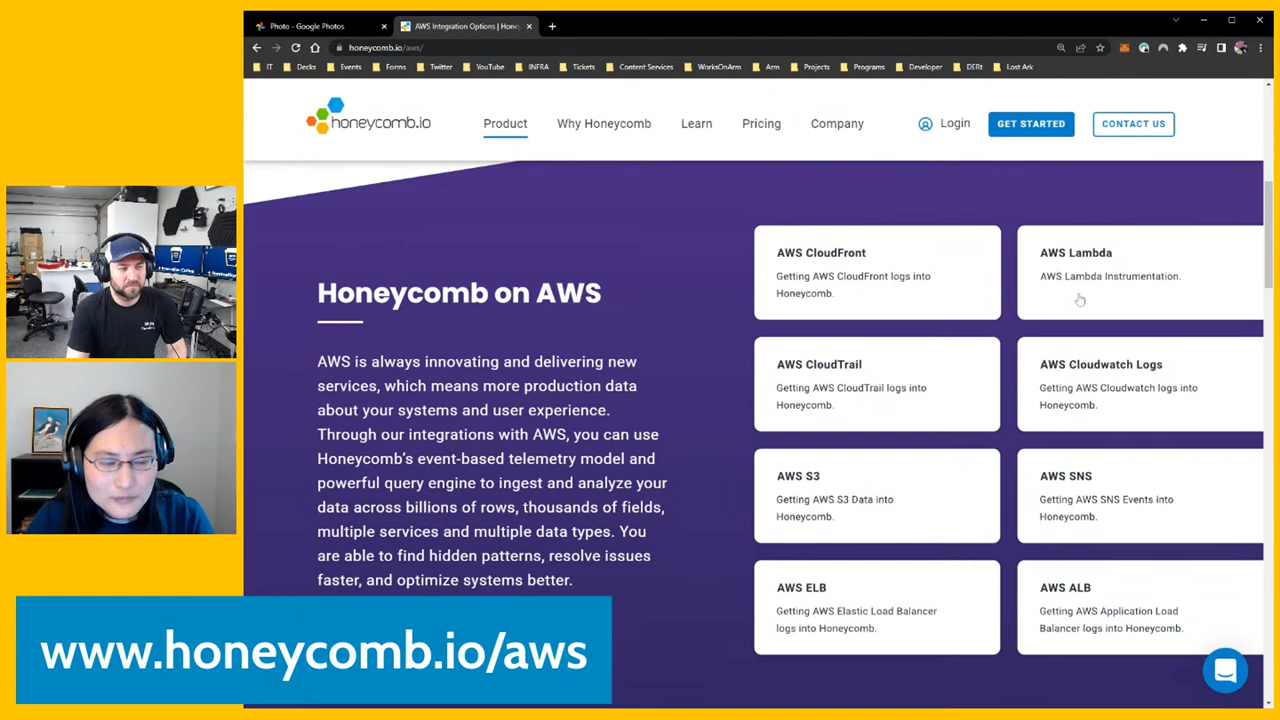 Photo - Google Photos
AWS Integration Options | Honey
honeycomb.io/aws/
IT
Decks
Events
Forms
Twitter
YouTube
INFRA
Tickets
Content Services
WorksOnArm
Arm
Projects
Programs
Developer
DERt
Lost Ark
honeycomb.io
Product
Why Honeycomb
Learn
Pricing
Company
Login
GET STARTED
CONTACT US
Honeycomb on AWS
AWS is always innovating and delivering new
services, which means more production data
about your systems and user experience.
Through our integrations with AWS, you can use
Honeycomb's event-based telemetry model and
powerful query engine to ingest and analyze your
data across billions of rows, thousands of fields,
multiple services and multiple data types. You
are able to find hidden patterns, resolve issues
faster, and optimize systems better.
AWS CloudFront
Getting AWS CloudFront logs into
Honeycomb.
AWS Lambda
AWS Lambda Instrumentation.
AWS CloudTrail
Getting AWS CloudTrail logs into
Honeycomb.
AWS Cloudwatch Logs
Getting AWS Cloudwatch logs into
Honeycomb.
AWS S3
Getting AWS S3 Data into
Honeycomb.
AWS SNS
Getting AWS SNS Events into
Honeycomb.
AWS ELB
Getting AWS Elastic Load Balancer
logs into Honeycomb.
AWS ALB
Getting AWS Application Load
Balancer logs into Honeycomb.
www.honeycomb.io/aws